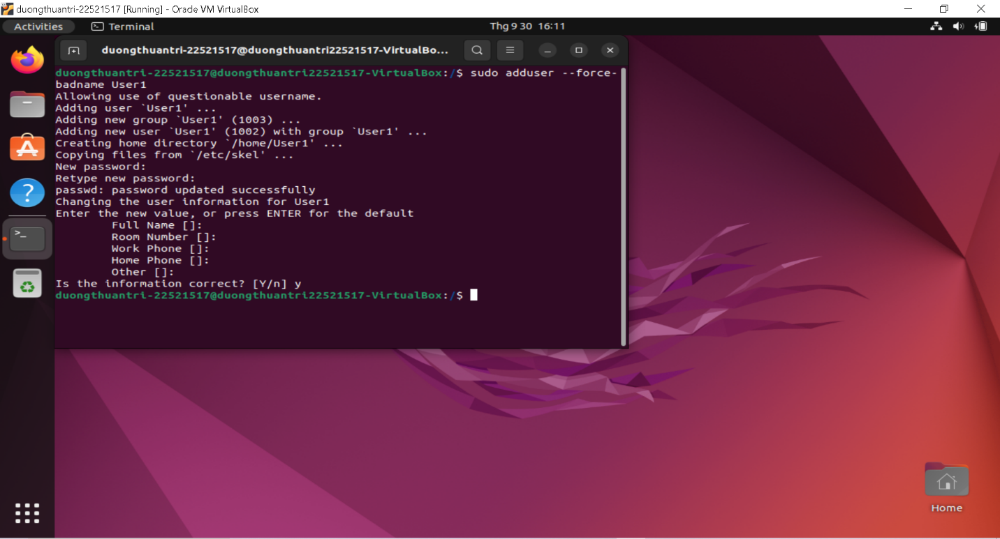 duongthuantri-22521517 [Running] - Oracle VM VirtualBox
Activities
Terminal
Thg 9 30 16:11
duongthuantri-22521517@duongthuantri22521517-VirtualBo...
duongthuantri-22521517@duongthuantri22521517-VirtualBox:/$ sudo adduser --force-
badname User1
Allowing use of questionable username.
Adding user `User1' ...
Adding new group `User1' (1003) ...
Adding new user `User1' (1002) with group `User1' ...
Creating home directory `/home/User1' ...
Copying files from `/etc/skel' ...
New password:
Retype new password:
passwd: password updated successfully
Changing the user information for User1
Enter the new value, or press ENTER for the default
Full Name []:
Room Number []:
Work Phone []:
Home Phone []:
Other []:
Is the information correct? [Y/n] y
duongthuantri-22521517@duongthuantri22521517-VirtualBox:/$
Home